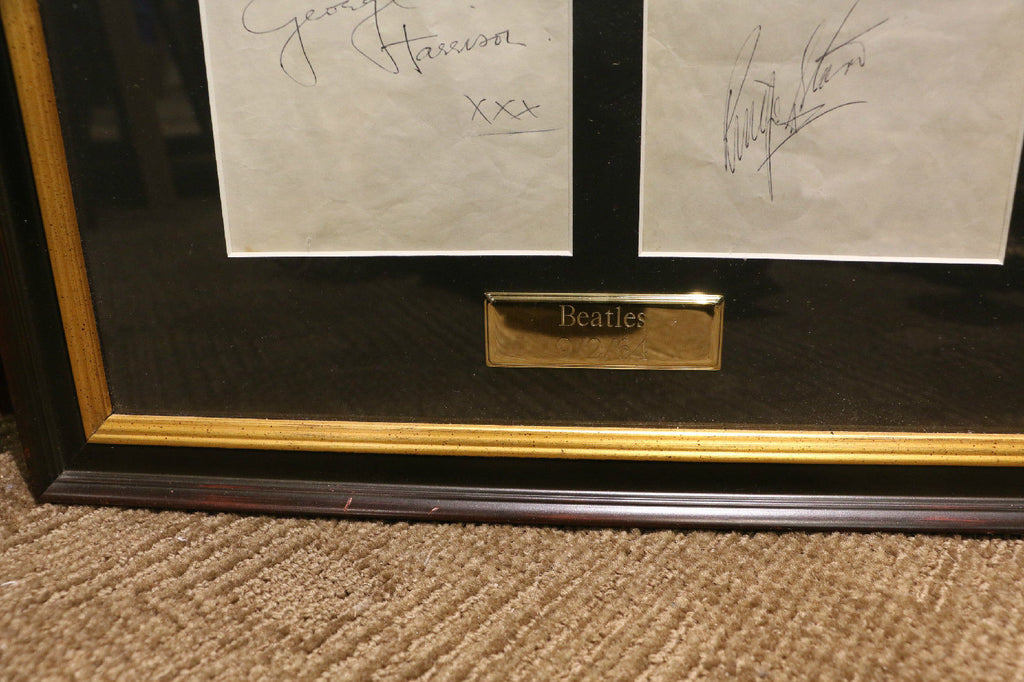 George
Harrison.
xxx
Ringo Starr
Beatles
9/2/64